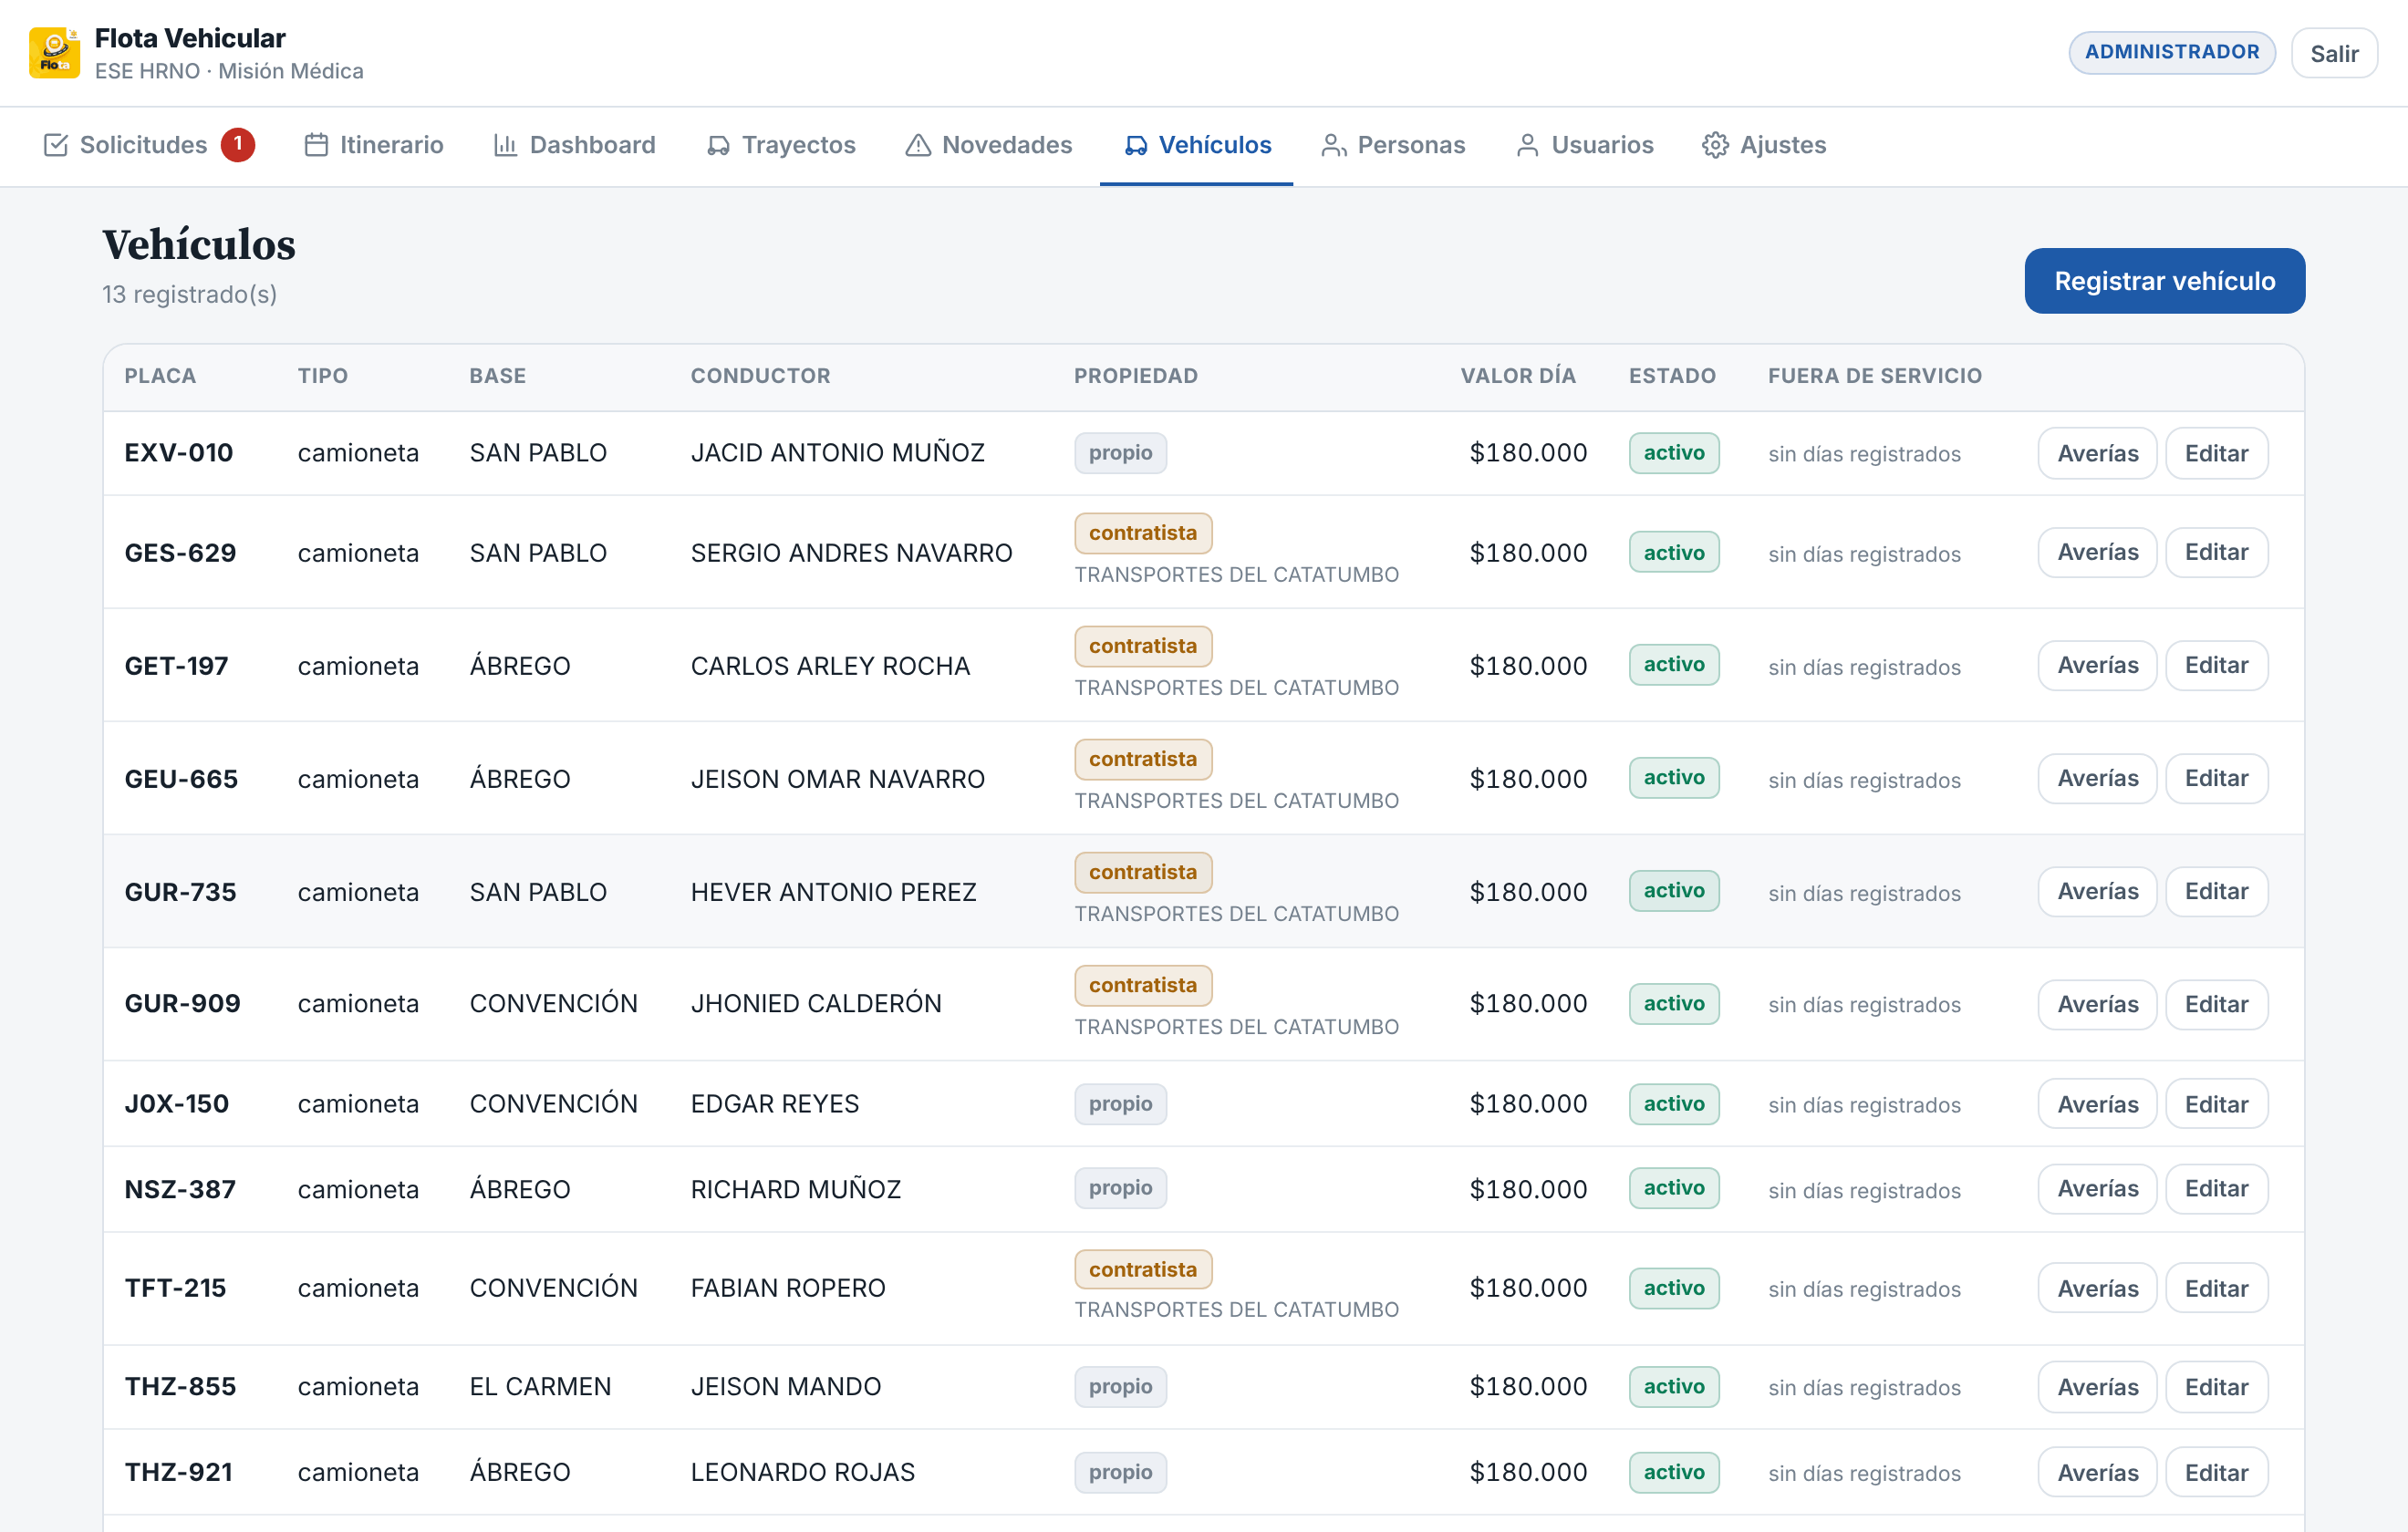 Flota
Flota Vehicular
ESE HRNO · Misión Médica
ADMINISTRADOR
Salir
Solicitudes 1 Itinerario Dashboard Trayectos Novedades Vehículos Personas Usuarios Ajustes
Vehículos
13 registrado(s)
Registrar vehículo
PLACA TIPO BASE CONDUCTOR PROPIEDAD VALOR DÍA ESTADO FUERA DE SERVICIO
EXV-010 camioneta SAN PABLO JACID ANTONIO MUÑOZ propio $180.000 activo sin días registrados Averías Editar
GES-629 camioneta SAN PABLO SERGIO ANDRES NAVARRO contratista $180.000 activo sin días registrados Averías Editar
TRANSPORTES DEL CATATUMBO
GET-197 camioneta ÁBREGO CARLOS ARLEY ROCHA contratista $180.000 activo sin días registrados Averías Editar
TRANSPORTES DEL CATATUMBO
GEU-665 camioneta ÁBREGO JEISON OMAR NAVARRO contratista $180.000 activo sin días registrados Averías Editar
TRANSPORTES DEL CATATUMBO
GUR-735 camioneta SAN PABLO HEVER ANTONIO PEREZ contratista $180.000 activo sin días registrados Averías Editar
TRANSPORTES DEL CATATUMBO
GUR-909 camioneta CONVENCIÓN JHONIED CALDERÓN contratista $180.000 activo sin días registrados Averías Editar
TRANSPORTES DEL CATATUMBO
J0X-150 camioneta CONVENCIÓN EDGAR REYES propio $180.000 activo sin días registrados Averías Editar
NSZ-387 camioneta ÁBREGO RICHARD MUÑOZ propio $180.000 activo sin días registrados Averías Editar
TFT-215 camioneta CONVENCIÓN FABIAN ROPERO contratista $180.000 activo sin días registrados Averías Editar
TRANSPORTES DEL CATATUMBO
THZ-855 camioneta EL CARMEN JEISON MANDO propio $180.000 activo sin días registrados Averías Editar
THZ-921 camioneta ÁBREGO LEONARDO ROJAS propio $180.000 activo sin días registrados Averías Editar